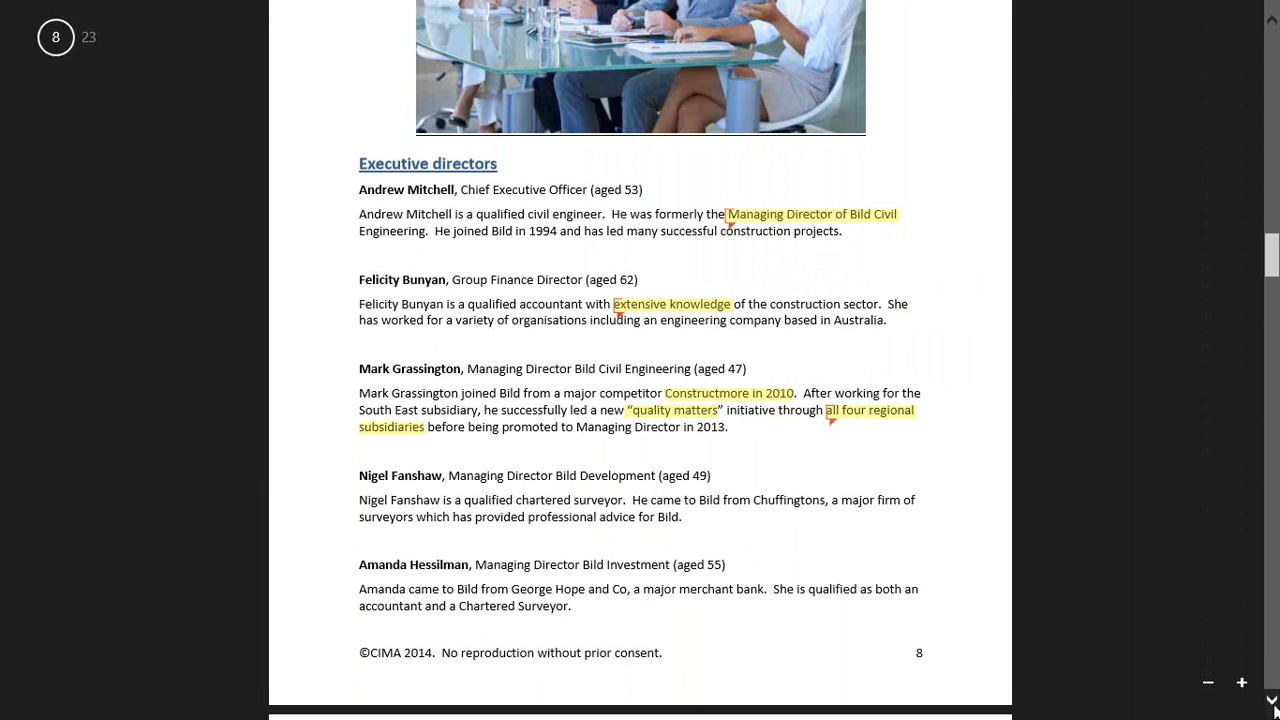 8 23
Executive directors
Andrew Mitchell, Chief Executive Officer (aged 53)
Andrew Mitchell is a qualified civil engineer.  He was formerly the Managing Director of Bild Civil
Engineering.  He joined Bild in 1994 and has led many successful construction projects.
Felicity Bunyan, Group Finance Director (aged 62)
Felicity Bunyan is a qualified accountant with extensive knowledge of the construction sector.  She
has worked for a variety of organisations including an engineering company based in Australia.
Mark Grassington, Managing Director Bild Civil Engineering (aged 47)
Mark Grassington joined Bild from a major competitor Constructmore in 2010.  After working for the
South East subsidiary, he successfully led a new “quality matters” initiative through all four regional
subsidiaries before being promoted to Managing Director in 2013.
Nigel Fanshaw, Managing Director Bild Development (aged 49)
Nigel Fanshaw is a qualified chartered surveyor.  He came to Bild from Chuffingtons, a major firm of
surveyors which has provided professional advice for Bild.
Amanda Hessilman, Managing Director Bild Investment (aged 55)
Amanda came to Bild from George Hope and Co, a major merchant bank.  She is qualified as both an
accountant and a Chartered Surveyor.
©CIMA 2014.  No reproduction without prior consent. 8